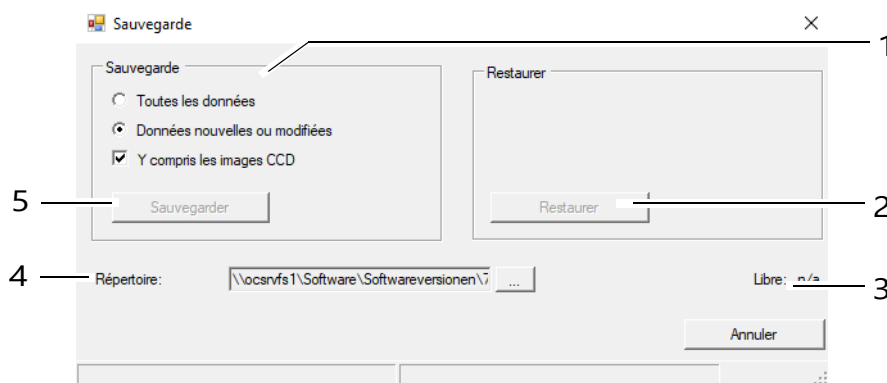 Sauvegarde
1
Sauvegarde
Restaurer
Toutes les données
Données nouvelles ou modifiées
Y compris les images CCD
5
Sauvegarder
Restaurer
2
4
Répertoire:
\\ocsrvfs1\Software\Softwareversionen\7
...
Libre: n/a
3
Annuler